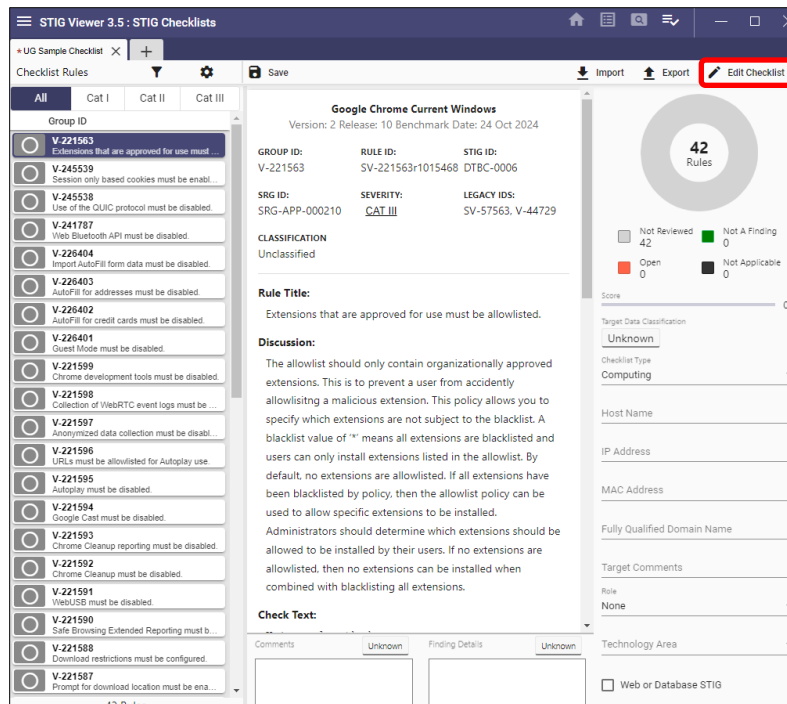 STIG Viewer 3.5 : STIG Checklists
* UG Sample Checklist
Checklist Rules
Save
Import
Export
Edit Checklist
All
Cat I
Cat II
Cat III
Group ID
V-221563
Extensions that are approved for use must ...
V-245539
Session only based cookies must be enabl...
V-245538
Use of the QUIC protocol must be disabled.
V-241787
Web Bluetooth API must be disabled.
V-226404
Import AutoFill form data must be disabled.
V-226403
AutoFill for addresses must be disabled.
V-226402
AutoFill for credit cards must be disabled.
V-226401
Guest Mode must be disabled.
V-221599
Chrome development tools must be disabled.
V-221598
Collection of WebRTC event logs must be ...
V-221597
Anonymized data collection must be disabl...
V-221596
URLs must be allowlisted for Autoplay use.
V-221595
Autoplay must be disabled.
V-221594
Google Cast must be disabled.
V-221593
Chrome Cleanup reporting must be disabled.
V-221592
Chrome Cleanup must be disabled.
V-221591
WebUSB must be disabled.
V-221590
Safe Browsing Extended Reporting must b...
V-221588
Download restrictions must be configured.
V-221587
Prompt for download location must be ena...
Google Chrome Current Windows
Version: 2 Release: 10 Benchmark Date: 24 Oct 2024
GROUP ID: RULE ID: STIG ID:
V-221563 SV-221563r1015468 DTBC-0006
SRG ID: SEVERITY: LEGACY IDS:
SRG-APP-000210 CAT III SV-57563, V-44729
CLASSIFICATION
Unclassified
Rule Title:
Extensions that are approved for use must be allowlisted.
Discussion:
The allowlist should only contain organizationally approved
extensions. This is to prevent a user from accidently
allowlisitng a malicious extension. This policy allows you to
specify which extensions are not subject to the blacklist. A
blacklist value of '*' means all extensions are blacklisted and
users can only install extensions listed in the allowlist. By
default, no extensions are allowlisted. If all extensions have
been blacklisted by policy, then the allowlist policy can be
used to allow specific extensions to be installed.
Administrators should determine which extensions should be
allowed to be installed by their users. If no extensions are
allowlisted, then no extensions can be installed when
combined with blacklisting all extensions.
Check Text:
Comments
Unknown
Finding Details
Unknown
42
Rules
Not Reviewed
42
Not A Finding
0
Open
0
Not Applicable
0
Score
Target Data Classification
Unknown
Checklist Type
Computing
Host Name
IP Address
MAC Address
Fully Qualified Domain Name
Target Comments
Role
None
Technology Area
Web or Database STIG